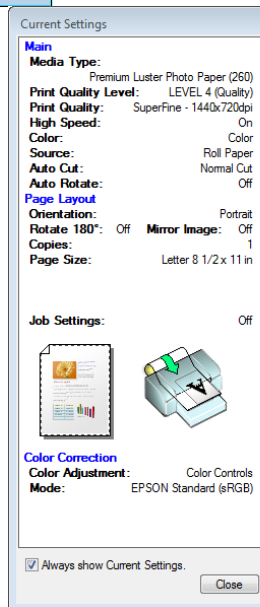 Current Settings
Main
Media Type:
Premium Luster Photo Paper (260)
Print Quality Level: LEVEL 4 (Quality)
Print Quality: SuperFine - 1440x720dpi
High Speed: On
Color: Color
Source: Roll Paper
Auto Cut: Normal Cut
Auto Rotate: Off
Page Layout
Orientation: Portrait
Rotate 180°: Off Mirror Image: Off
Copies: 1
Page Size: Letter 8 1/2 x 11 in
Job Settings: Off
A
Color Correction
Color Adjustment: Color Controls
Mode: EPSON Standard (sRGB)
Always show Current Settings.
Close